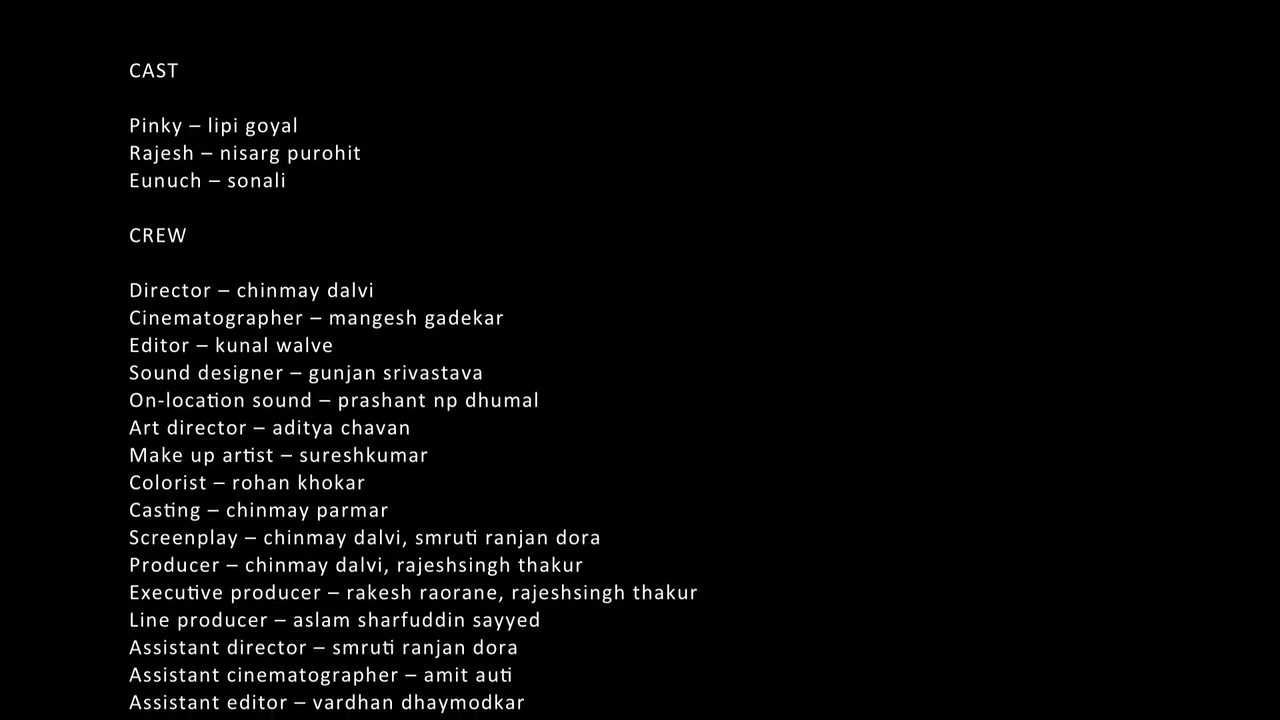 CAST
Pinky – lipi goyal
Rajesh – nisarg purohit
Eunuch – sonali
CREW
Director – chinmay dalvi
Cinematographer – mangesh gadekar
Editor – kunal walve
Sound designer – gunjan srivastava
On-location sound – prashant np dhumal
Art director – aditya chavan
Make up artist – sureshkumar
Colorist – rohan khokar
Casting – chinmay parmar
Screenplay – chinmay dalvi, smruti ranjan dora
Producer – chinmay dalvi, rajeshsingh thakur
Executive producer – rakesh raorane, rajeshsingh thakur
Line producer – aslam sharfuddin sayyed
Assistant director – smruti ranjan dora
Assistant cinematographer – amit auti
Assistant editor – vardhan dhaymodkar